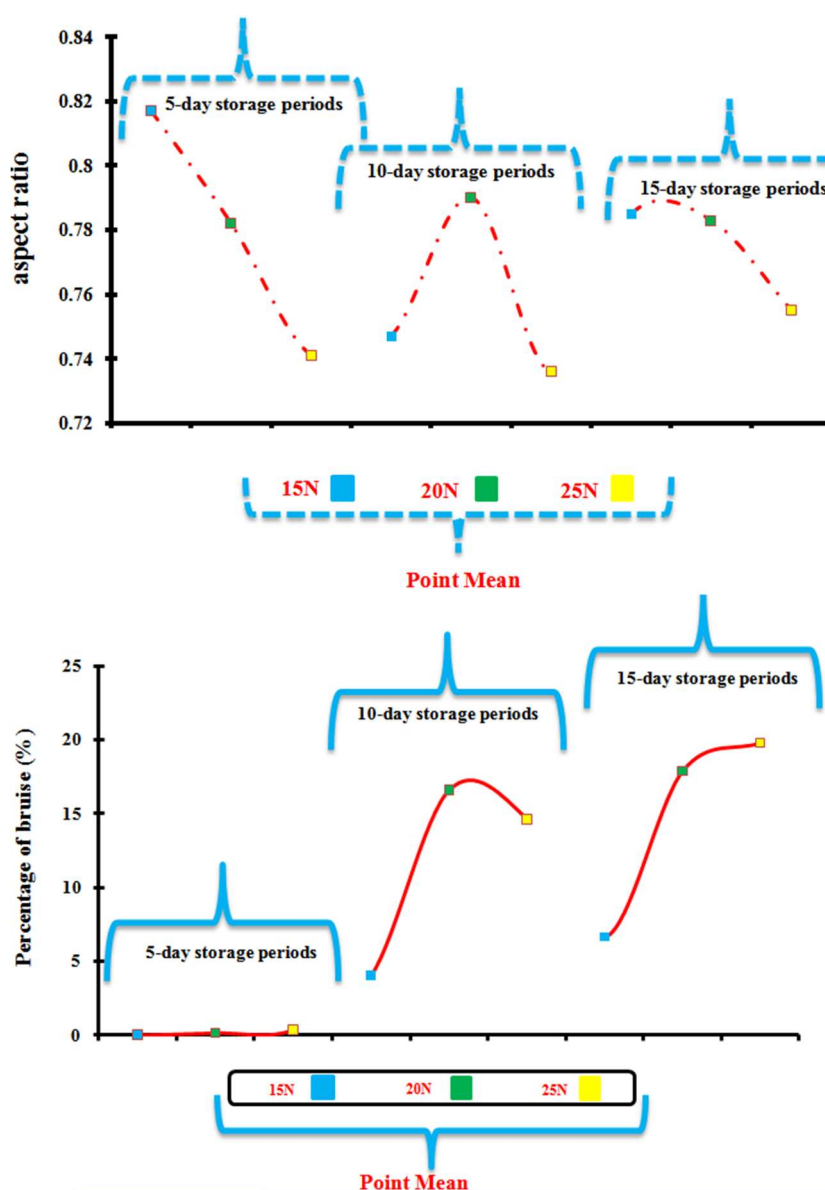 0.84
0.82
0.8
0.78
0.76
0.74
0.72
aspect ratio
5-day storage periods
10-day storage periods
15-day storage periods
15N 20N 25N
Point Mean
25
20
15
10
5
0
Percentage of bruise (%)
5-day storage periods
10-day storage periods
15-day storage periods
15N 20N 25N
Point Mean